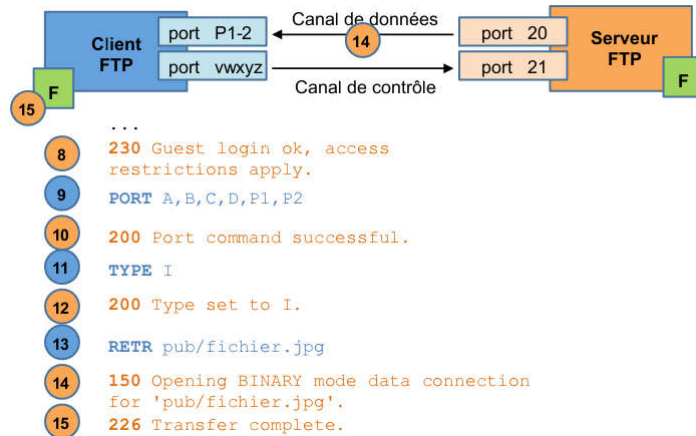 Client
FTP
port P1-2
port vwxyz
Canal de données
14
Canal de contrôle
port 20
port 21
Serveur
FTP
F
F
15
...
8 230 Guest login ok, access
restrictions apply.
9 PORT A,B,C,D,P1,P2
10 200 Port command successful.
11 TYPE I
12 200 Type set to I.
13 RETR pub/fichier.jpg
14 150 Opening BINARY mode data connection
for 'pub/fichier.jpg'.
15 226 Transfer complete.